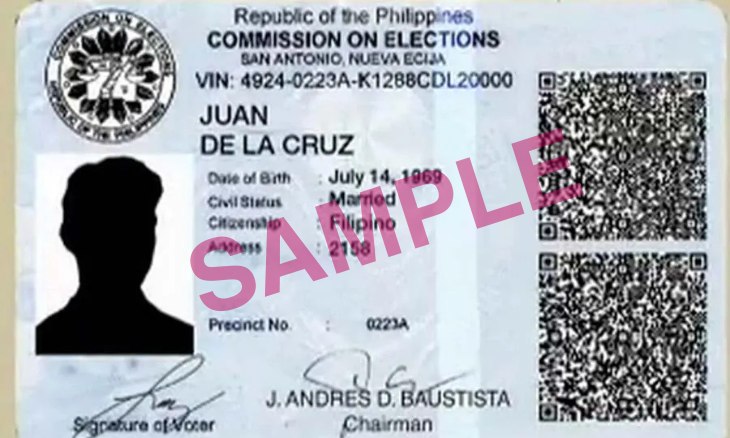 COMMISSION ON ELECTIONS
REPUBLIC OF THE PHILIPPINES
Republic of the Philippines
COMMISSION ON ELECTIONS
SAN ANTONIO, NUEVA ECIJA
VIN: 4924-0223A-K1288CDL20000
JUAN
DE LA CRUZ
Date of Birth : July 14, 1969
Civil Status : Married
Citizenship : Filipino
Address : 2158
SAMPLE
Precinct No. : 0223A
J. ANDRES D. BAUTISTA
Signature of Voter
Chairman